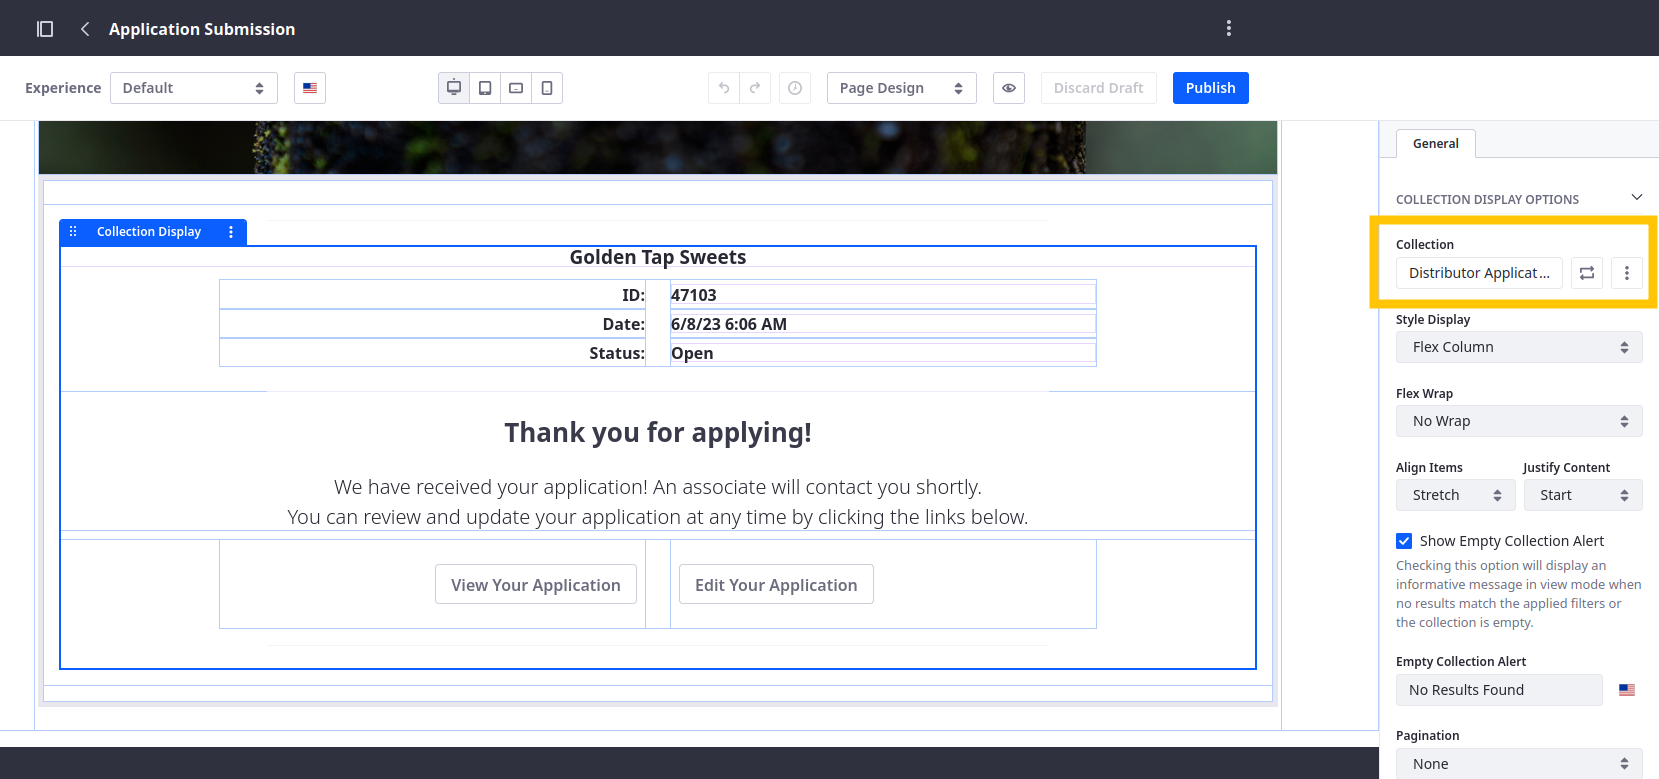 Application Submission
Experience
Default
Page Design
Discard Draft
Publish
General
COLLECTION DISPLAY OPTIONS
Collection
Distributor Applicat...
Style Display
Flex Column
Flex Wrap
No Wrap
Align Items
Justify Content
Stretch
Start
Show Empty Collection Alert
Checking this option will display an
informative message in view mode when
no results match the applied filters or
the collection is empty.
Empty Collection Alert
No Results Found
Pagination
None
Collection Display
Golden Tap Sweets
ID: 47103
Date: 6/8/23 6:06 AM
Status: Open
Thank you for applying!
We have received your application! An associate will contact you shortly.
You can review and update your application at any time by clicking the links below.
View Your Application
Edit Your Application